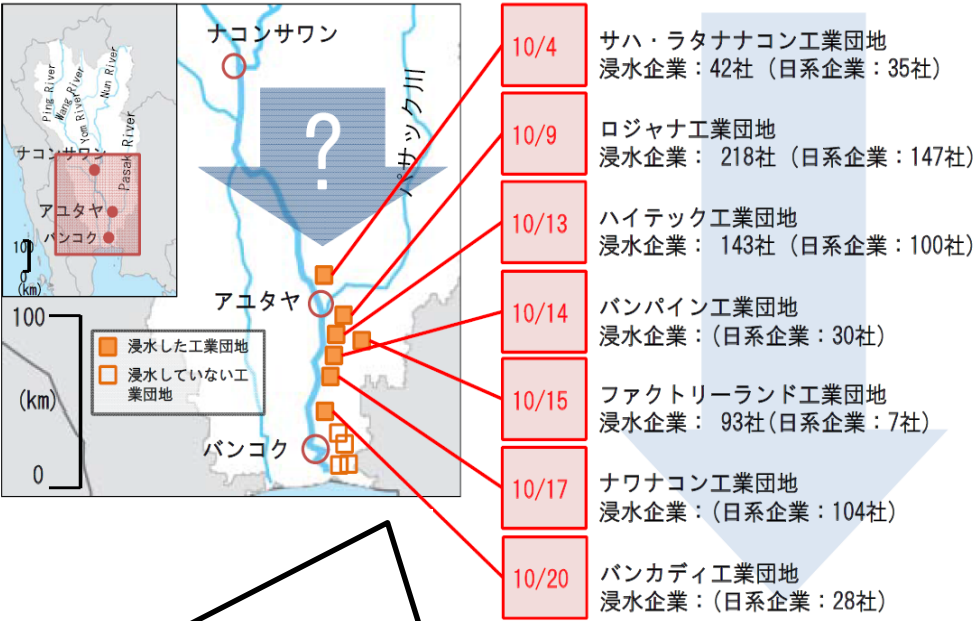 ナコンサワン
パサック川
?
アユタヤ
バンコク
Ping River
Wang River
Yom River
Nun River
Pasak River
ナコンサワン
アユタヤ
バンコク
10
0
(km)
100
(km)
0
浸水した工業団地
浸水していない工
業団地
10/4
サハ・ラタナナコン工業団地
浸水企業：42社（日系企業：35社）
10/9
ロジャナ工業団地
浸水企業： 218社（日系企業：147社）
10/13
ハイテック工業団地
浸水企業： 143社（日系企業：100社）
10/14
バンパイン工業団地
浸水企業：（日系企業：30社）
10/15
ファクトリーランド工業団地
浸水企業： 93社（日系企業：7社）
10/17
ナワナコン工業団地
浸水企業：（日系企業：104社）
10/20
バンカディ工業団地
浸水企業：（日系企業：28社）